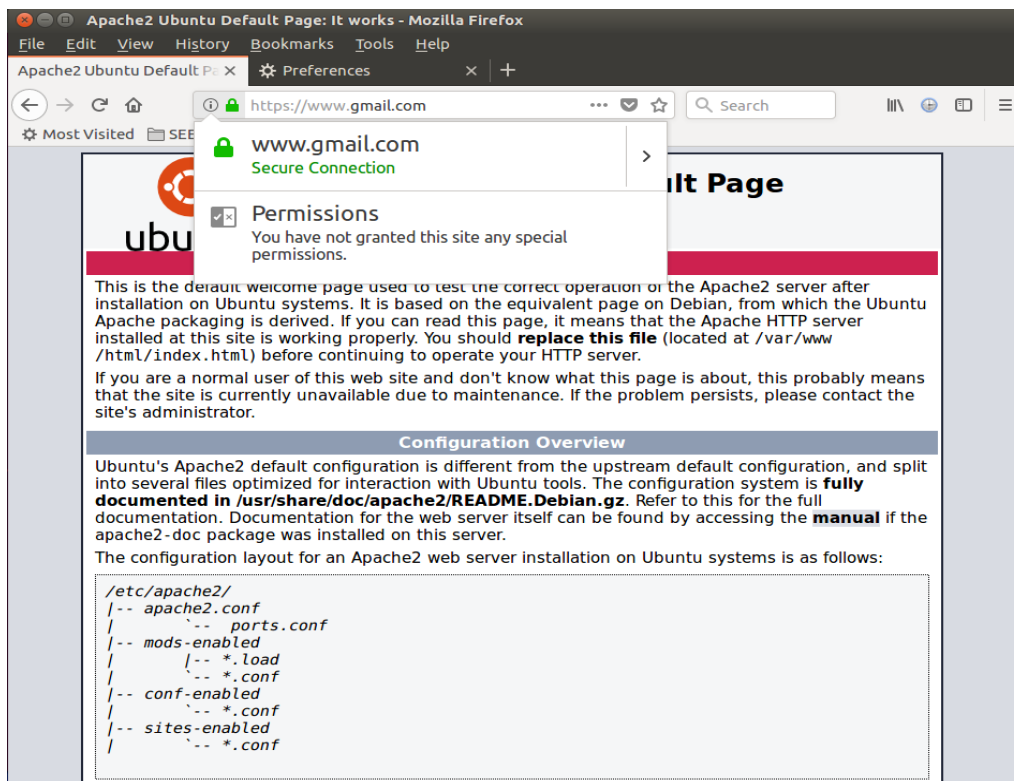 Apache2 Ubuntu Default Page: It works - Mozilla Firefox
File Edit View History Bookmarks Tools Help
Apache2 Ubuntu Default Pa Preferences
https://www.gmail.com Search
Most Visited SEE
www.gmail.com
Secure Connection
Permissions
You have not granted this site any special
permissions.
ult Page
ubu
This is the default welcome page used to test the correct operation of the Apache2 server after
installation on Ubuntu systems. It is based on the equivalent page on Debian, from which the Ubuntu
Apache packaging is derived. If you can read this page, it means that the Apache HTTP server
installed at this site is working properly. You should replace this file (located at /var/www
/html/index.html) before continuing to operate your HTTP server.
If you are a normal user of this web site and don't know what this page is about, this probably means
that the site is currently unavailable due to maintenance. If the problem persists, please contact the
site's administrator.
Configuration Overview
Ubuntu's Apache2 default configuration is different from the upstream default configuration, and split
into several files optimized for interaction with Ubuntu tools. The configuration system is fully
documented in /usr/share/doc/apache2/README.Debian.gz. Refer to this for the full
documentation. Documentation for the web server itself can be found by accessing the manual if the
apache2-doc package was installed on this server.
The configuration layout for an Apache2 web server installation on Ubuntu systems is as follows:
/etc/apache2/
|-- apache2.conf
|       `--  ports.conf
|-- mods-enabled
|       |-- *.load
|       `-- *.conf
|-- conf-enabled
|       `-- *.conf
|-- sites-enabled
|       `-- *.conf